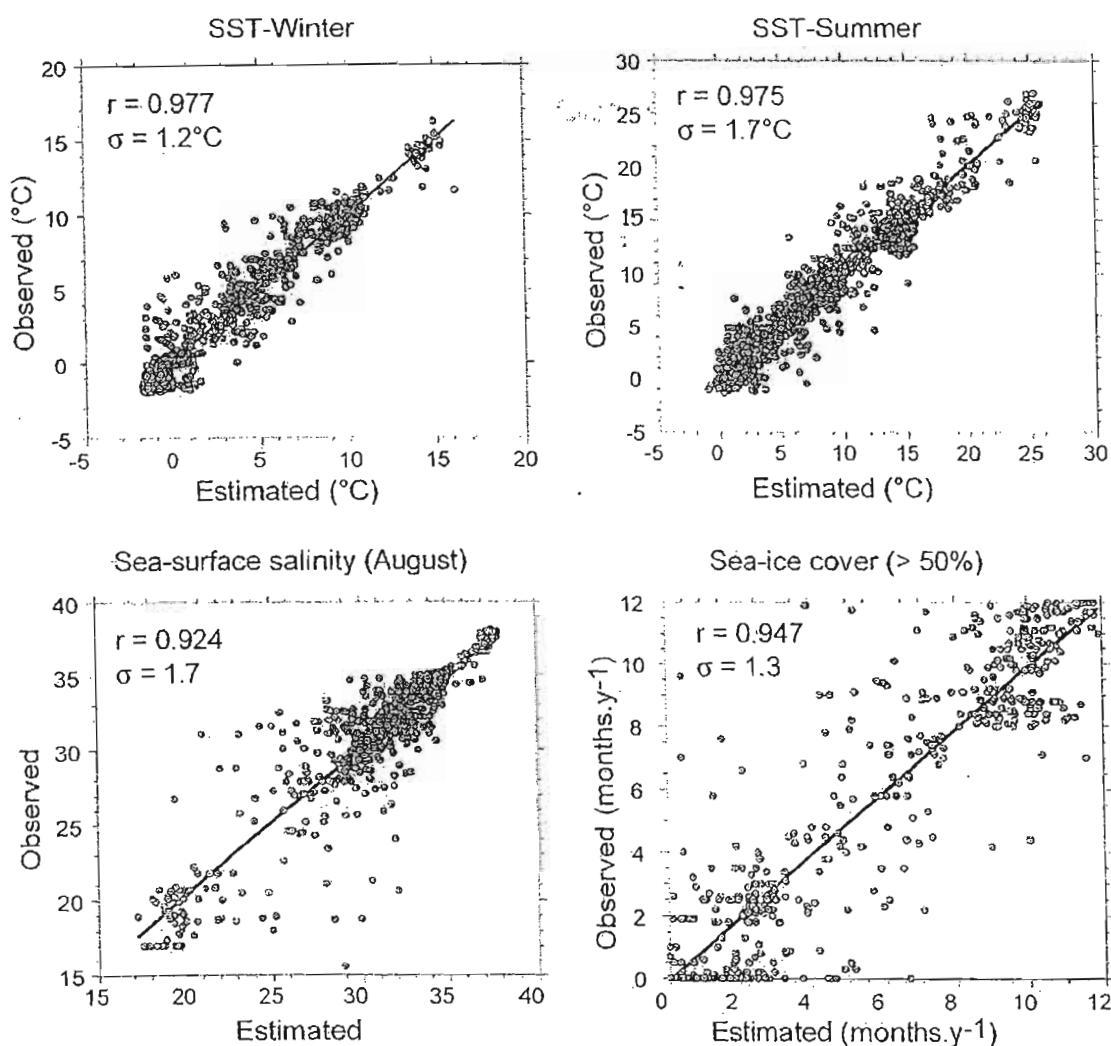 SST-Winter
SST-Summer
20
15
10
5
0
-5
Observed (°C)
r = 0.977
σ = 1.2°C
-5 0 5 10 15 20
Estimated (°C)
30
25
20
15
10
5
0
-5
Observed (°C)
r = 0.975
σ = 1.7°C
-5 0 5 10 15 20 25 30
Estimated (°C)
Sea-surface salinity (August)
Sea-ice cover (> 50%)
40
35
30
25
20
15
Observed
r = 0.924
σ = 1.7
15 20 25 30 35 40
Estimated
12
10
8
6
4
2
0
Observed (months.y-1)
r = 0.947
σ = 1.3
0 2 4 6 8 10 12
Estimated (months.y-1)